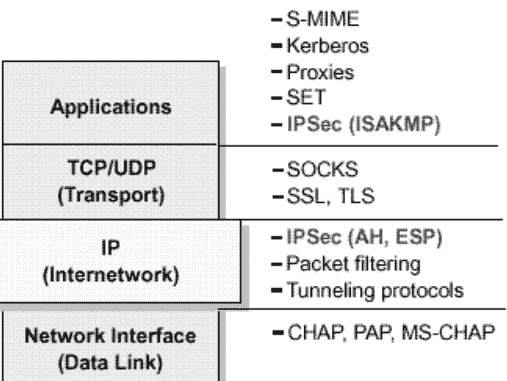 – S-MIME
– Kerberos
– Proxies
– SET
– IPSec (ISAKMP)
Applications
TCP/UDP
(Transport)
– SOCKS
– SSL, TLS
IP
(Internetwork)
– IPSec (AH, ESP)
– Packet filtering
– Tunneling protocols
Network Interface
(Data Link)
– CHAP, PAP, MS-CHAP